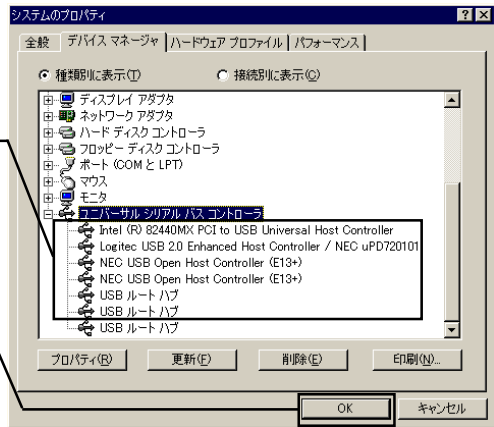 システムのプロパティ
全般 デバイス マネージャ ハードウェア プロファイル パフォーマンス
種類別に表示(T) 接続別に表示(C)
ディスプレイ アダプタ
ネットワーク アダプタ
ハード ディスク コントローラ
フロッピー ディスク コントローラ
ポート (COM と LPT)
マウス
モニタ
ユニバーサル シリアル バス コントローラ
Intel (R) 82440MX PCI to USB Universal Host Controller
Logitec USB 2.0 Enhanced Host Controller / NEC uPD720101
NEC USB Open Host Controller (E13+)
NEC USB Open Host Controller (E13+)
USB ルート ハブ
USB ルート ハブ
USB ルート ハブ
プロパティ(R) 更新(F) 削除(E) 印刷(N)...
OK キャンセル